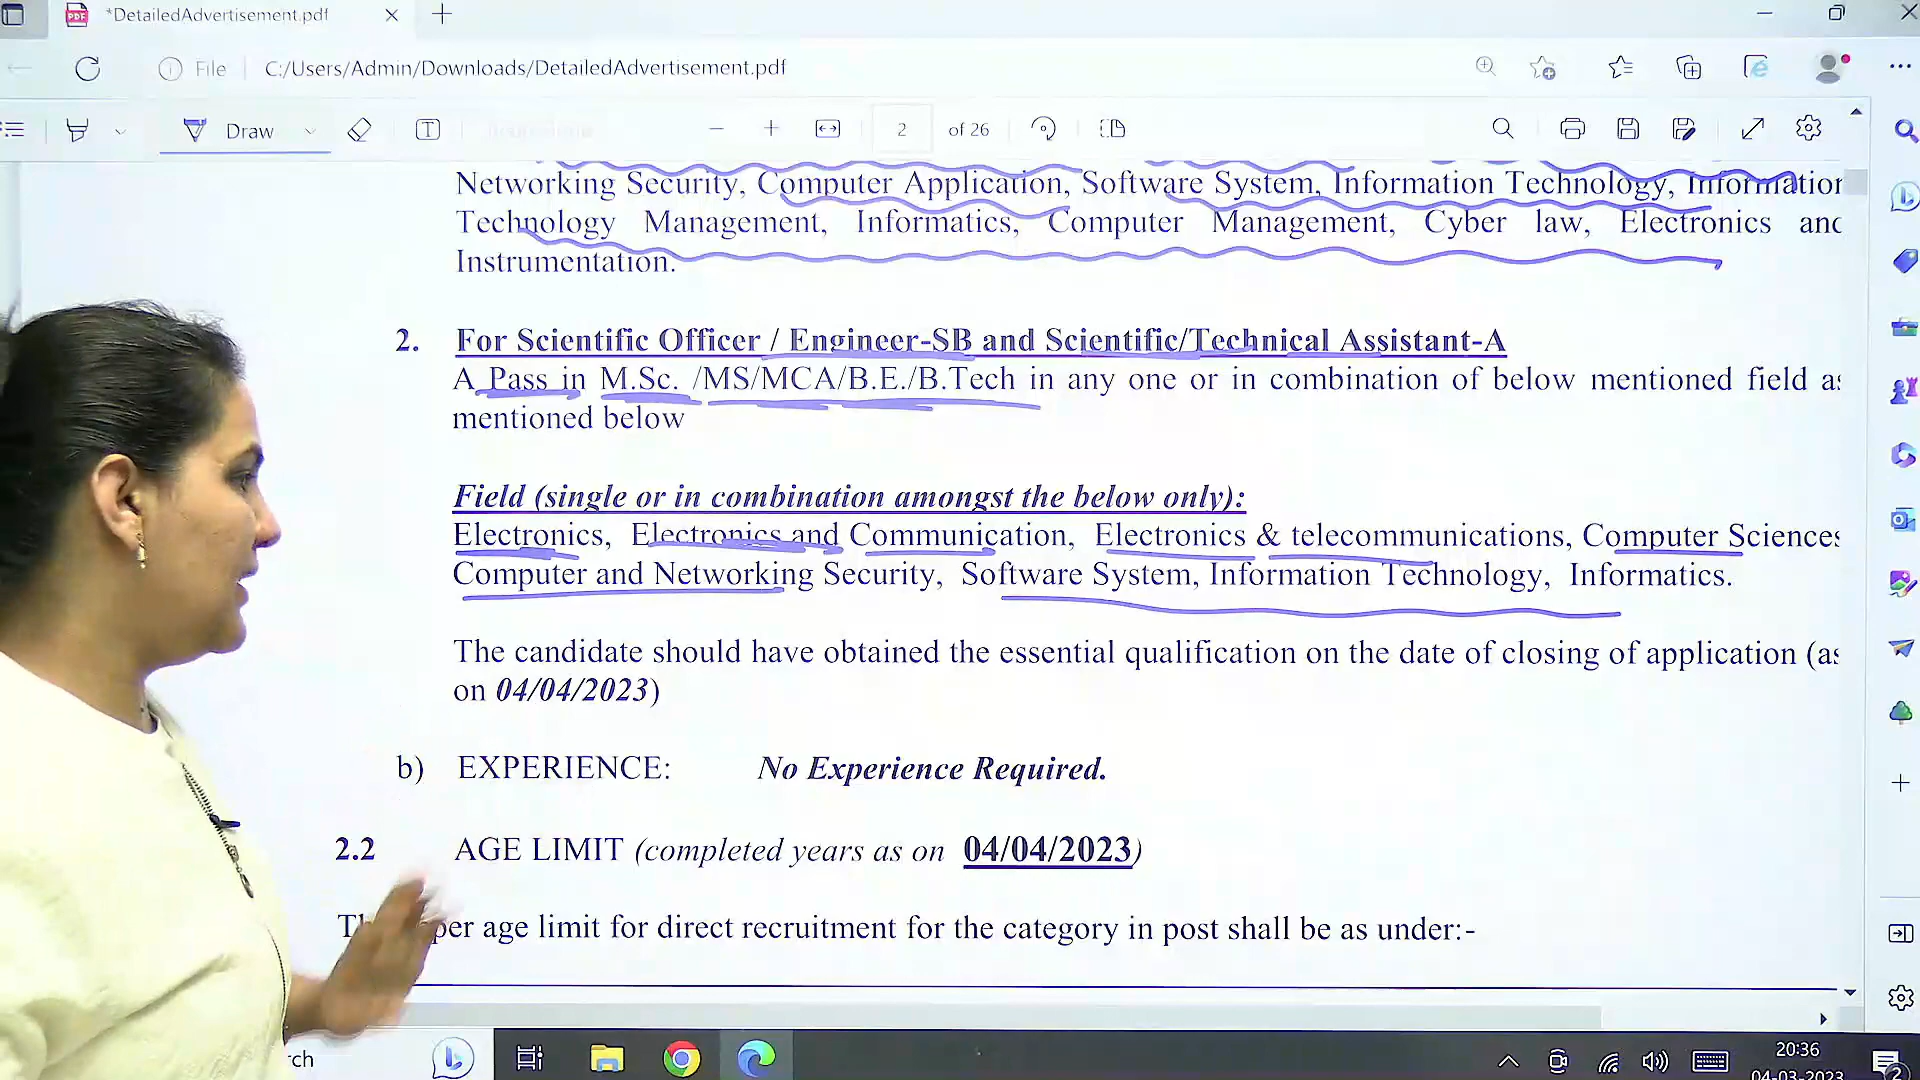 *DetailedAdvertisement.pdf
File C:/Users/Admin/Downloads/DetailedAdvertisement.pdf
Draw T 2 of 26
Networking Security, Computer Application, Software System, Information Technology, Information
Technology Management, Informatics, Computer Management, Cyber law, Electronics and
Instrumentation.
2. For Scientific Officer / Engineer-SB and Scientific/Technical Assistant-A
A Pass in M.Sc. /MS/MCA/B.E./B.Tech in any one or in combination of below mentioned field as
mentioned below
Field (single or in combination amongst the below only):
Electronics, Electronics and Communication, Electronics & telecommunications, Computer Sciences
Computer and Networking Security, Software System, Information Technology, Informatics.
The candidate should have obtained the essential qualification on the date of closing of application (as
on 04/04/2023)
b) EXPERIENCE: No Experience Required.
2.2 AGE LIMIT (completed years as on 04/04/2023)
per age limit for direct recruitment for the category in post shall be as under:-
rch
20:36
04-03-2023
2